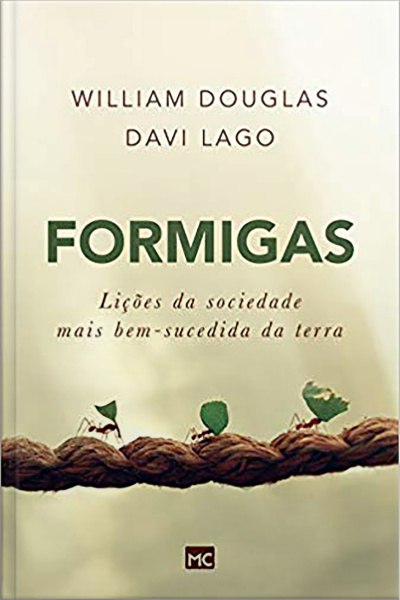 WILLIAM DOUGLAS
DAVI LAGO
FORMIGAS
Lições da sociedade
mais bem-sucedida da terra
MC